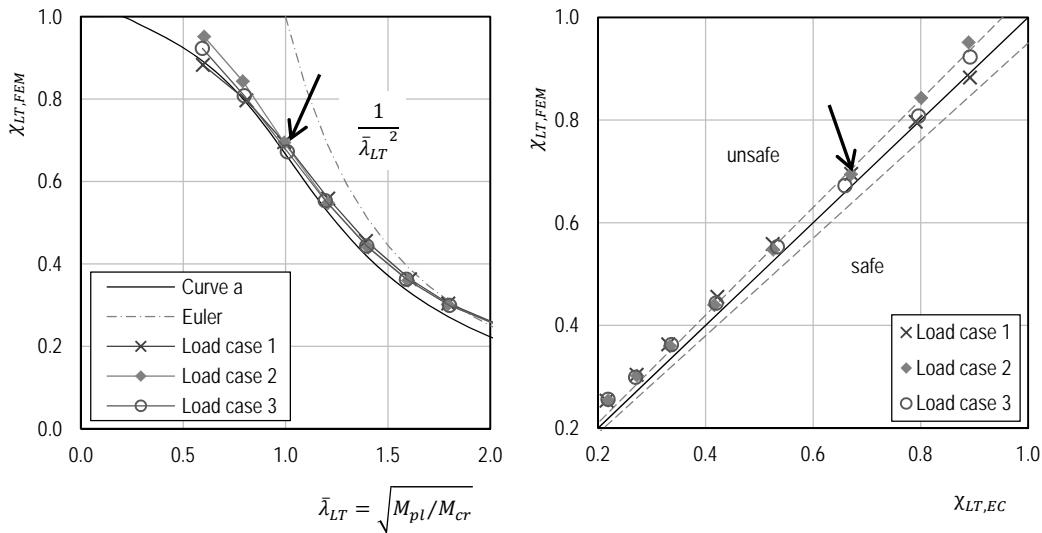 1.0
0.8
0.6
0.4
0.2
0.0
χLT,FEM
1
λ̄LT²
Curve a
Euler
Load case 1
Load case 2
Load case 3
0.0 0.5 1.0 1.5 2.0
λ̄LT = √Mpl/Mcr
1.0
0.8
0.6
0.4
0.2
χLT,FEM
unsafe
safe
Load case 1
Load case 2
Load case 3
0.2 0.4 0.6 0.8 1.0
χLT,EC